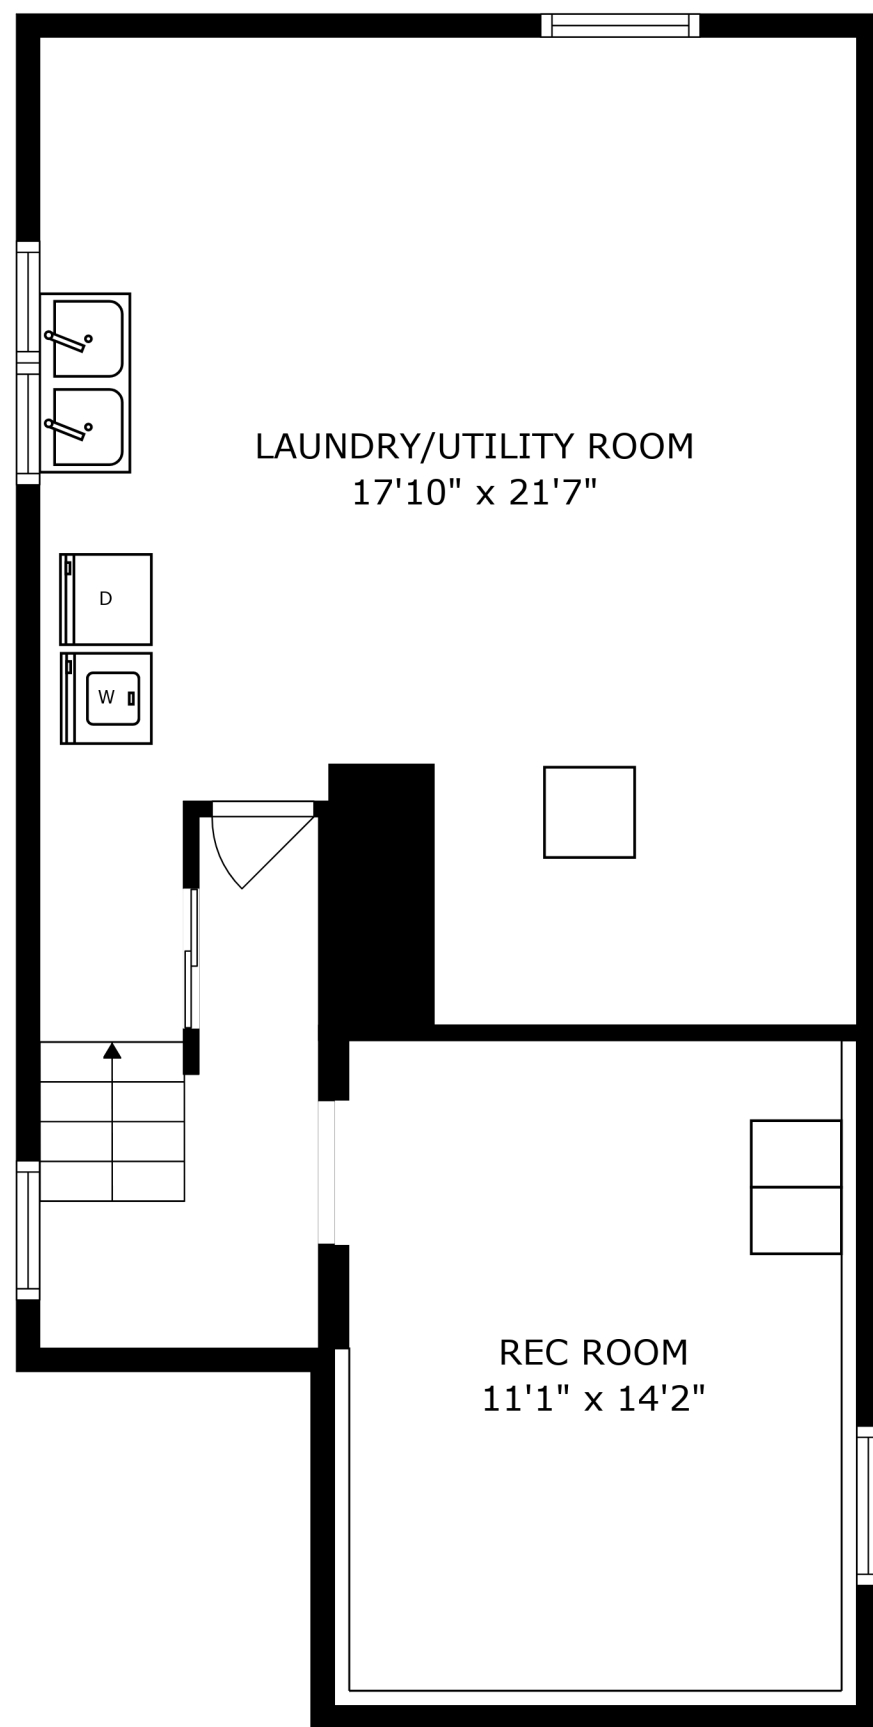 LAUNDRY/UTILITY ROOM
17'10" x 21'7"
D
W
REC ROOM
11'1" x 14'2"